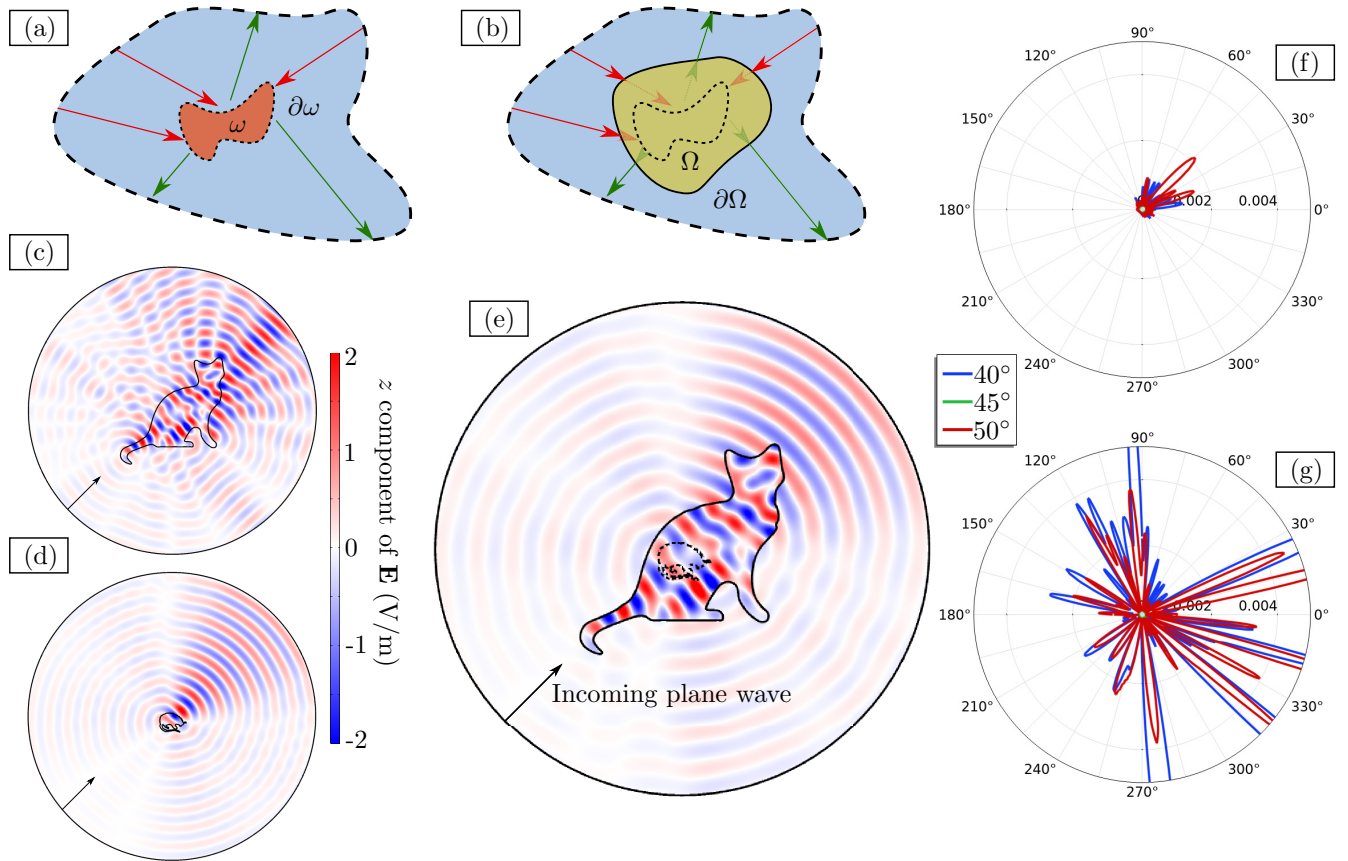 (a)
ω
∂ω
(b)
Ω
∂Ω
(c)
2
1
0
-1
-2
z component of E (V/m)
(d)
(e)
Incoming plane wave
(f)
90°
120°
60°
150°
30°
180°
0.002
0.004
0°
210°
330°
240°
300°
270°
40°
45°
50°
(g)
90°
120°
60°
150°
30°
180°
0.002
0.004
0°
210°
330°
240°
300°
270°